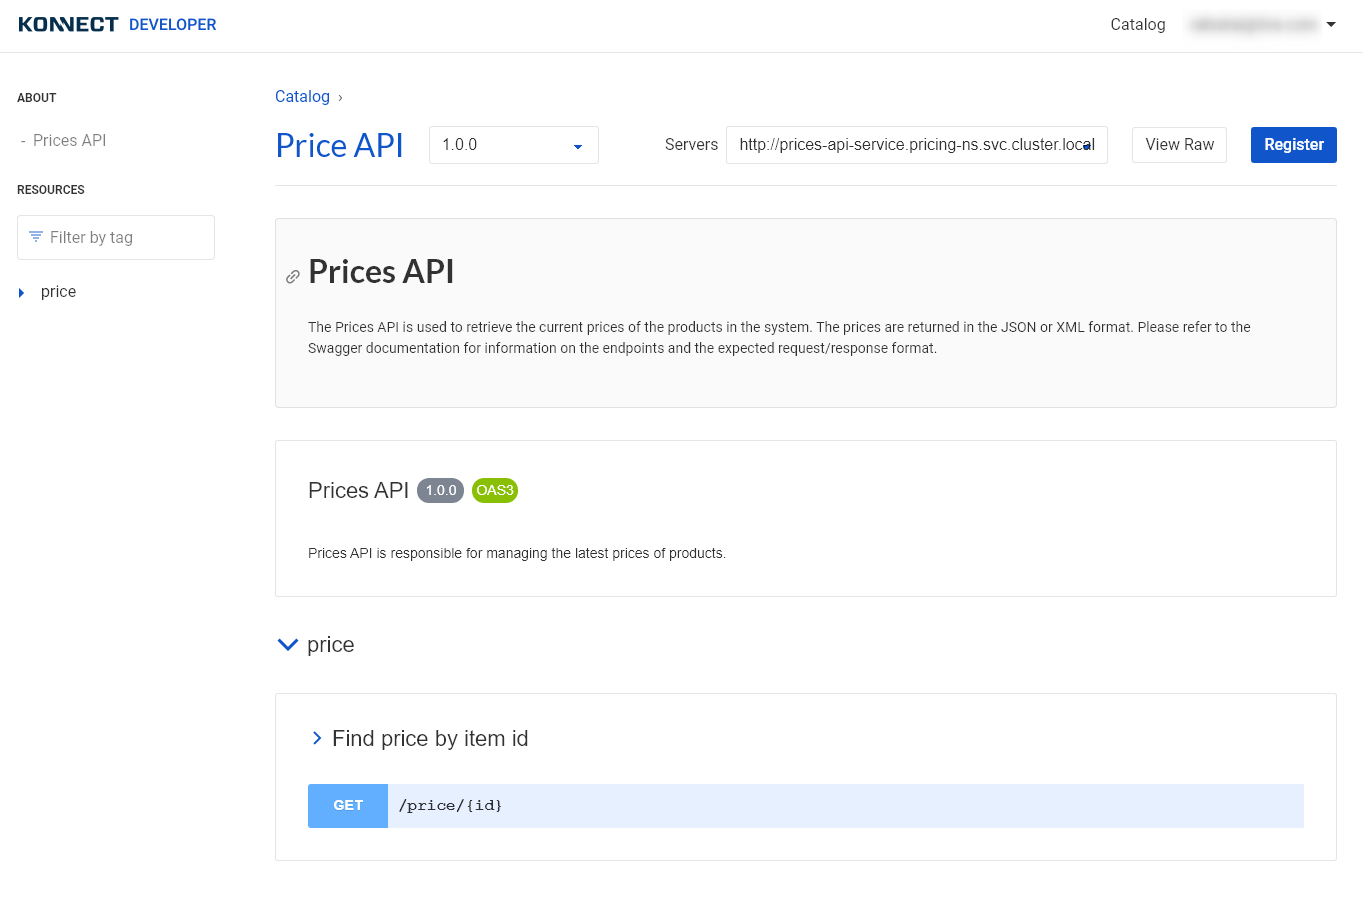 KONNECT DEVELOPER
Catalog
ABOUT
- Prices API
RESOURCES
Filter by tag
price
Catalog ›
Price API
1.0.0
Servers
http://prices-api-service.pricing-ns.svc.cluster.local
View Raw
Register
Prices API
The Prices API is used to retrieve the current prices of the products in the system. The prices are returned in the JSON or XML format. Please refer to the
Swagger documentation for information on the endpoints and the expected request/response format.
Prices API 1.0.0 OAS3
Prices API is responsible for managing the latest prices of products.
price
Find price by item id
GET /price/{id}